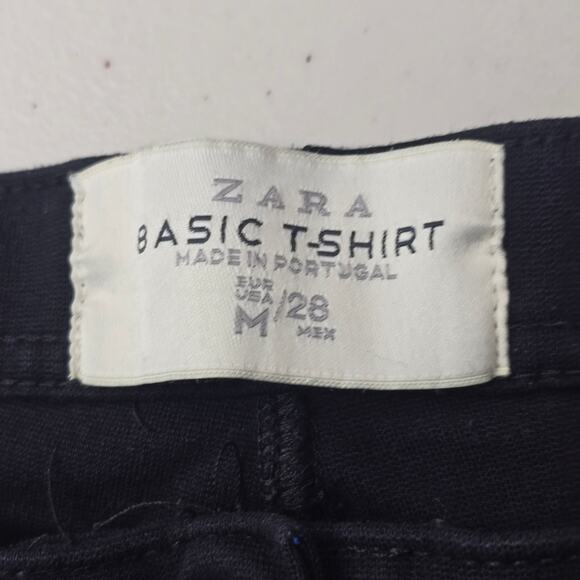 ZARA
BASIC T-SHIRT
MADE IN PORTUGAL
EUR
USA
M/28
MEX